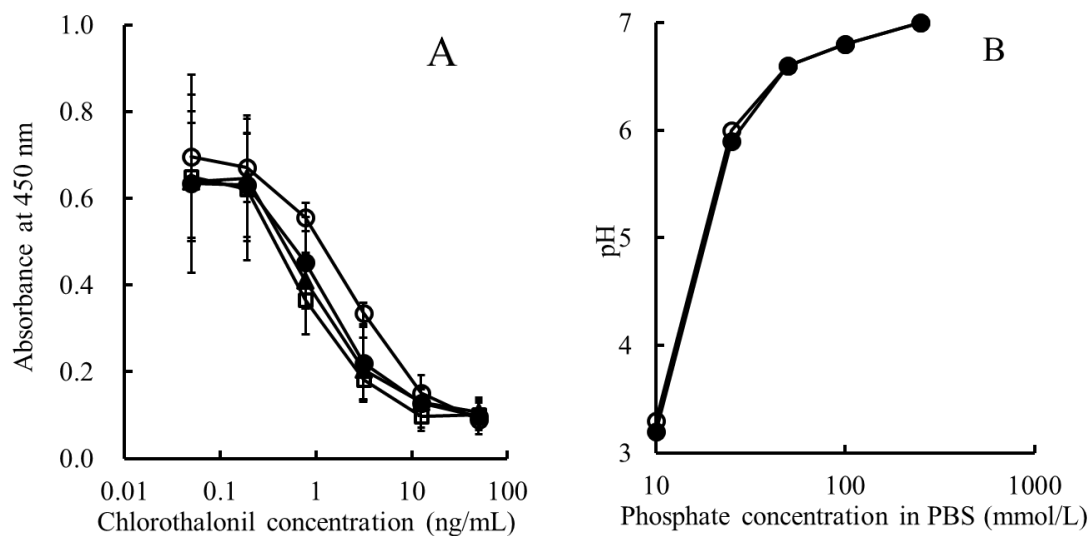 A
Absorbance at 450 nm
1.0
0.8
0.6
0.4
0.2
0.0
0.01 0.1 1 10 100
Chlorothalonil concentration (ng/mL)
B
pH
7
6
5
4
3
10 100 1000
Phosphate concentration in PBS (mmol/L)